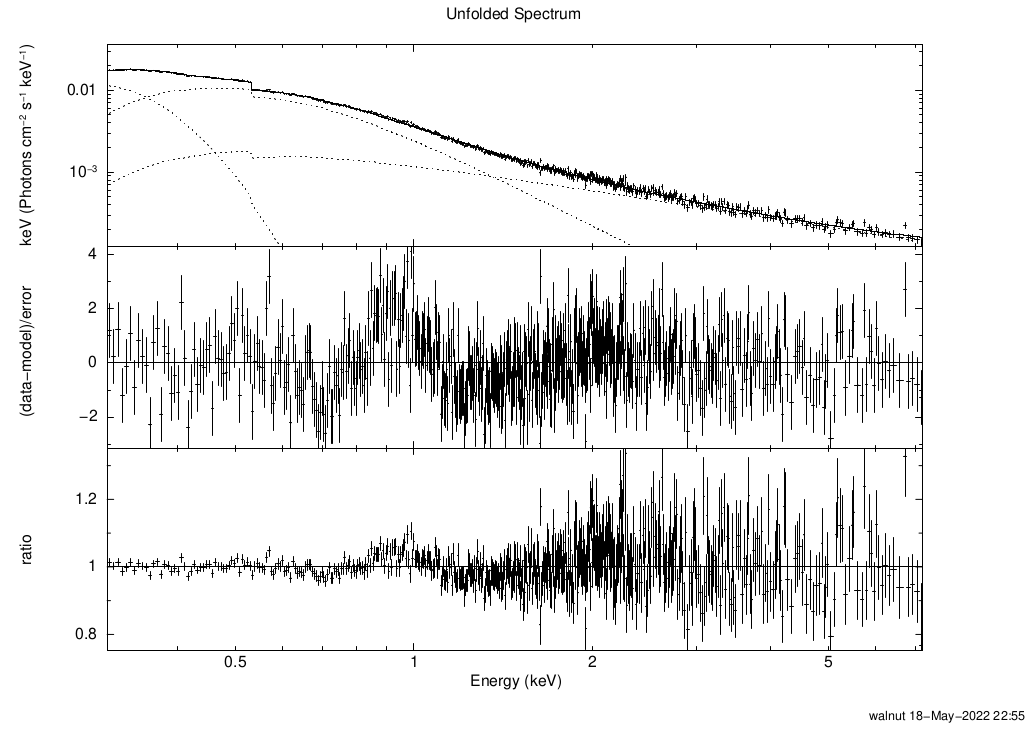 Unfolded Spectrum
keV (Photons cm−2 s−1 keV−1)
0.01
10−3
(data−model)/error
4
2
0
−2
ratio
1.2
1
0.8
0.5 1 2 5
Energy (keV)
walnut 18−May−2022 22:55